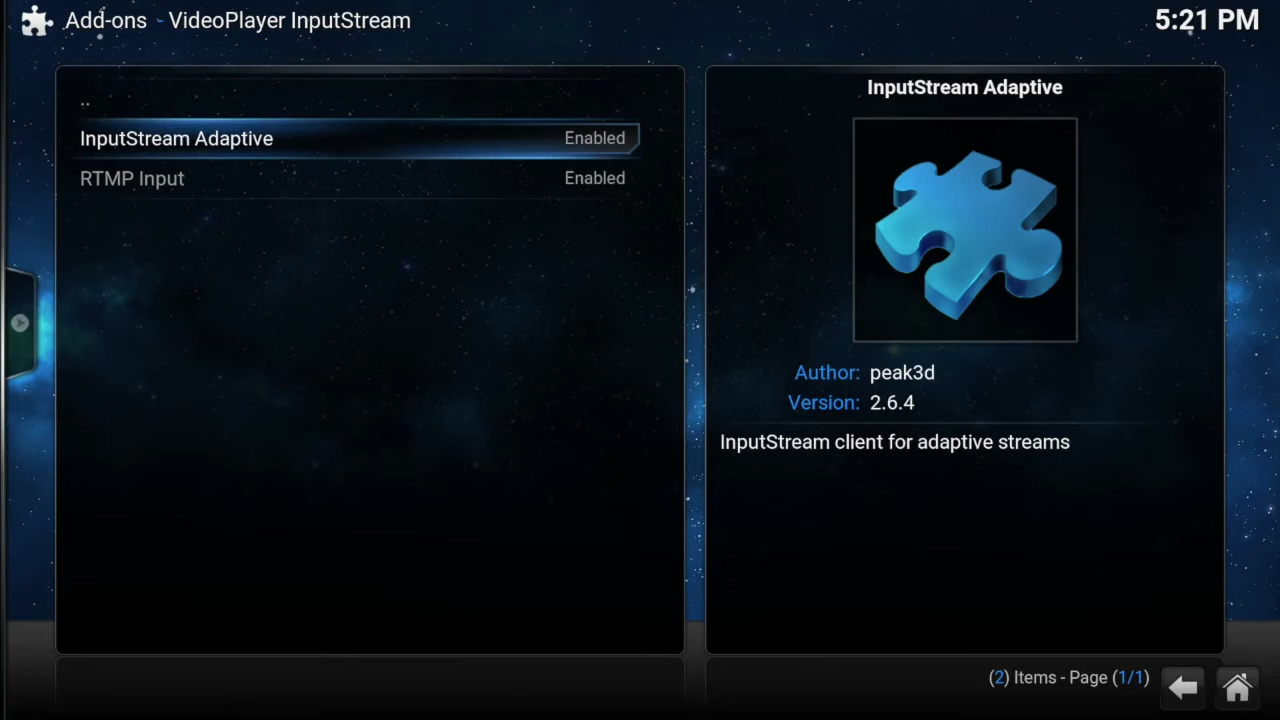 Add-ons - VideoPlayer InputStream
5:21 PM
..
InputStream Adaptive Enabled
RTMP Input Enabled
InputStream Adaptive
Author: peak3d
Version: 2.6.4
InputStream client for adaptive streams
(2) Items - Page (1/1)